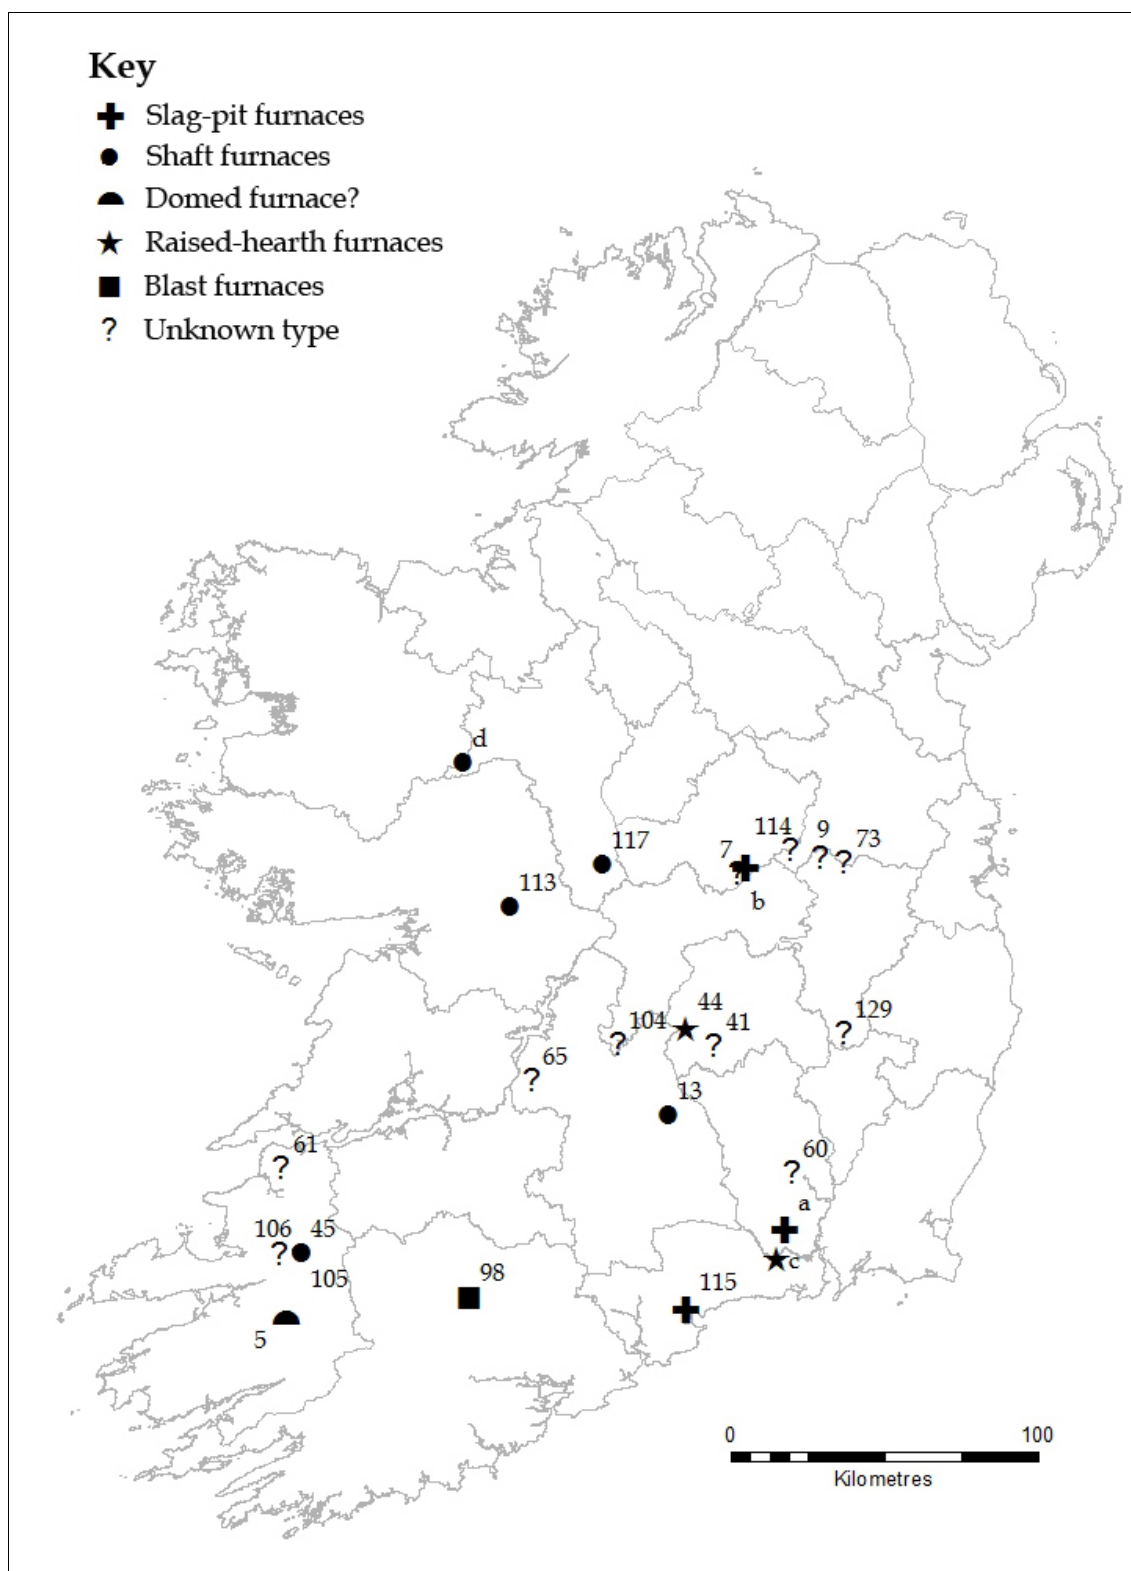 Key
Slag-pit furnaces
Shaft furnaces
Domed furnace?
Raised-hearth furnaces
Blast furnaces
? Unknown type
d
117
113
7
114
?
9
?
73
?
?
b
44
104
?
41
?
129
?
65
?
13
61
?
60
?
a
c
106
?
45
105
98
115
5
0 100
Kilometres